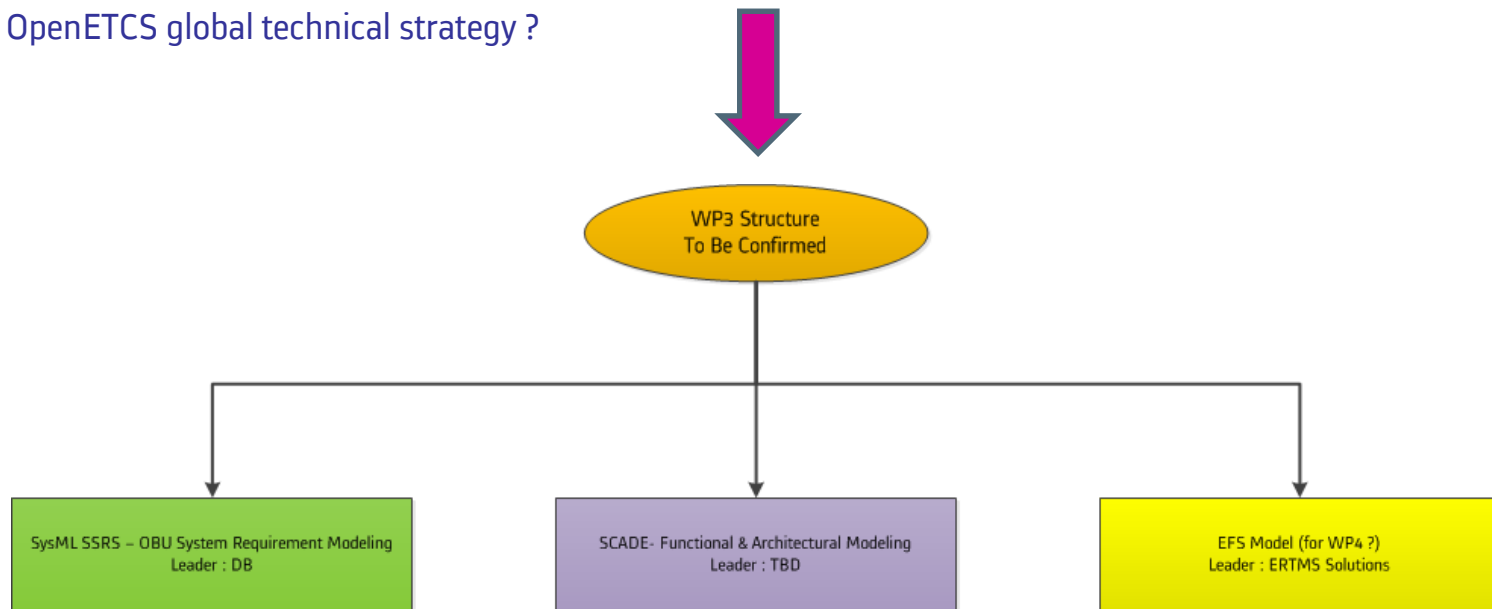 OpenETCS global technical strategy ?
WP3 Structure
To Be Confirmed
SysML SSRS – OBU System Requirement Modeling
Leader : DB
SCADE- Functional & Architectural Modeling
Leader : TBD
EFS Model (for WP4 ?)
Leader : ERTMS Solutions